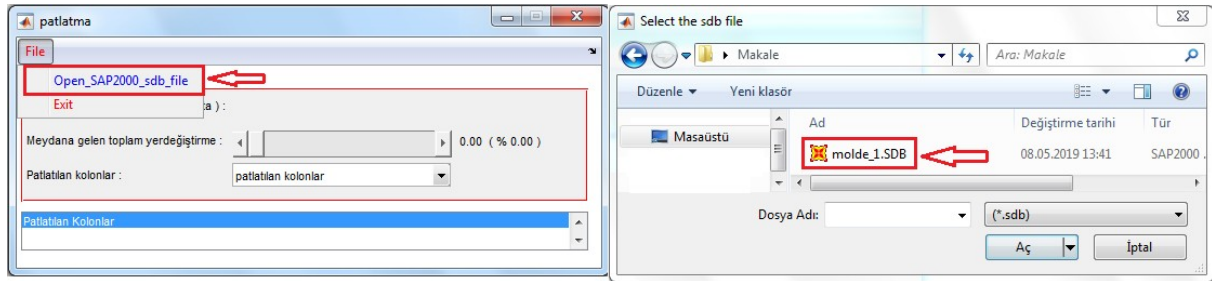 patlatma
File
Open_SAP2000_sdb_file
Exit
a ) :
Meydana gelen toplam yerdeğiştirme : 0.00 ( % 0.00 )
Patlatılan kolonlar : patlatılan kolonlar
Patlatılan Kolonlar
Select the sdb file
Makale
Ara: Makale
Düzenle Yeni klasör
Masaüstü
Ad Değiştirme tarihi Tür
molde_1.SDB 08.05.2019 13:41 SAP2000 .
Dosya Adı: (*.sdb)
Aç İptal